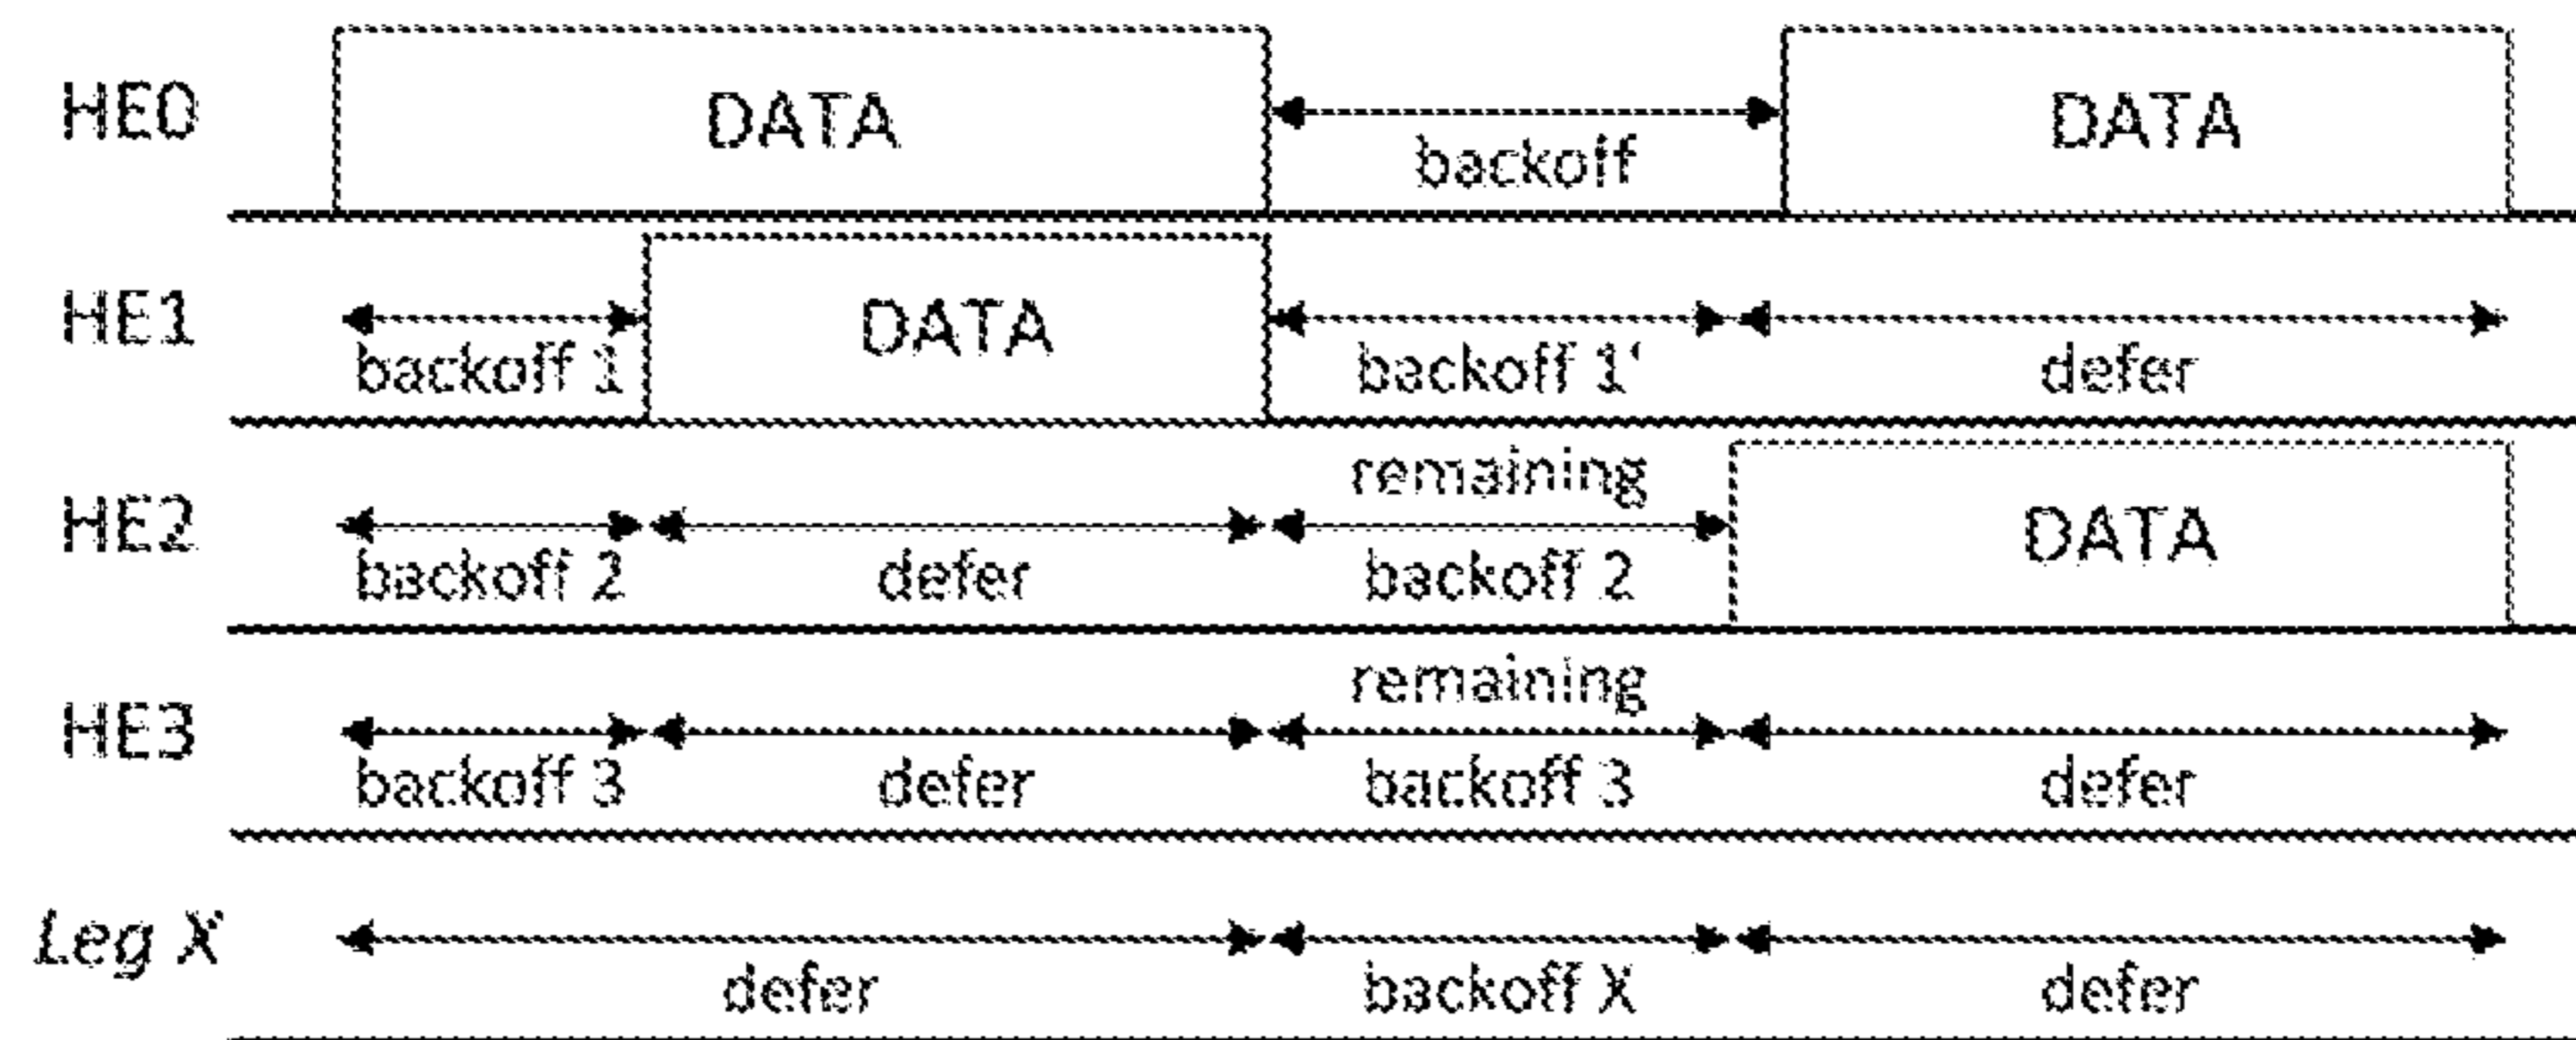 HE0 DATA DATA
backoff
HE1 DATA
backoff 1 backoff 1' defer
remaining
HE2 DATA
backoff 2 defer backoff 2
remaining
HE3
backoff 3 defer backoff 3 defer
Leg X
defer backoff X defer